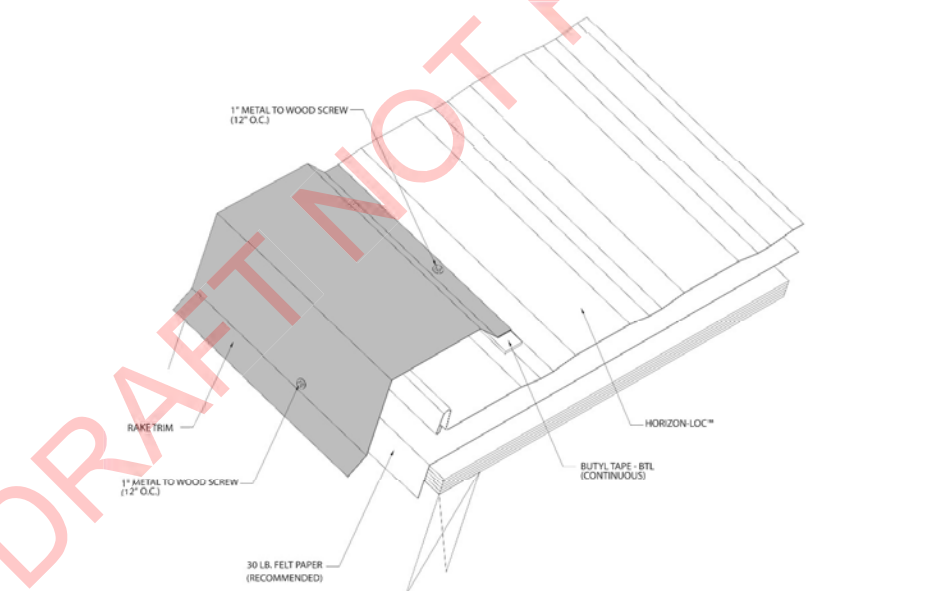 DRAFT NOT
1" METAL TO WOOD SCREW
(12" O.C.)
RAKE TRIM
1" METAL TO WOOD SCREW
(12" O.C.)
30 LB. FELT PAPER
(RECOMMENDED)
HORIZON-LOC™
BUTYL TAPE - BTL
(CONTINUOUS)